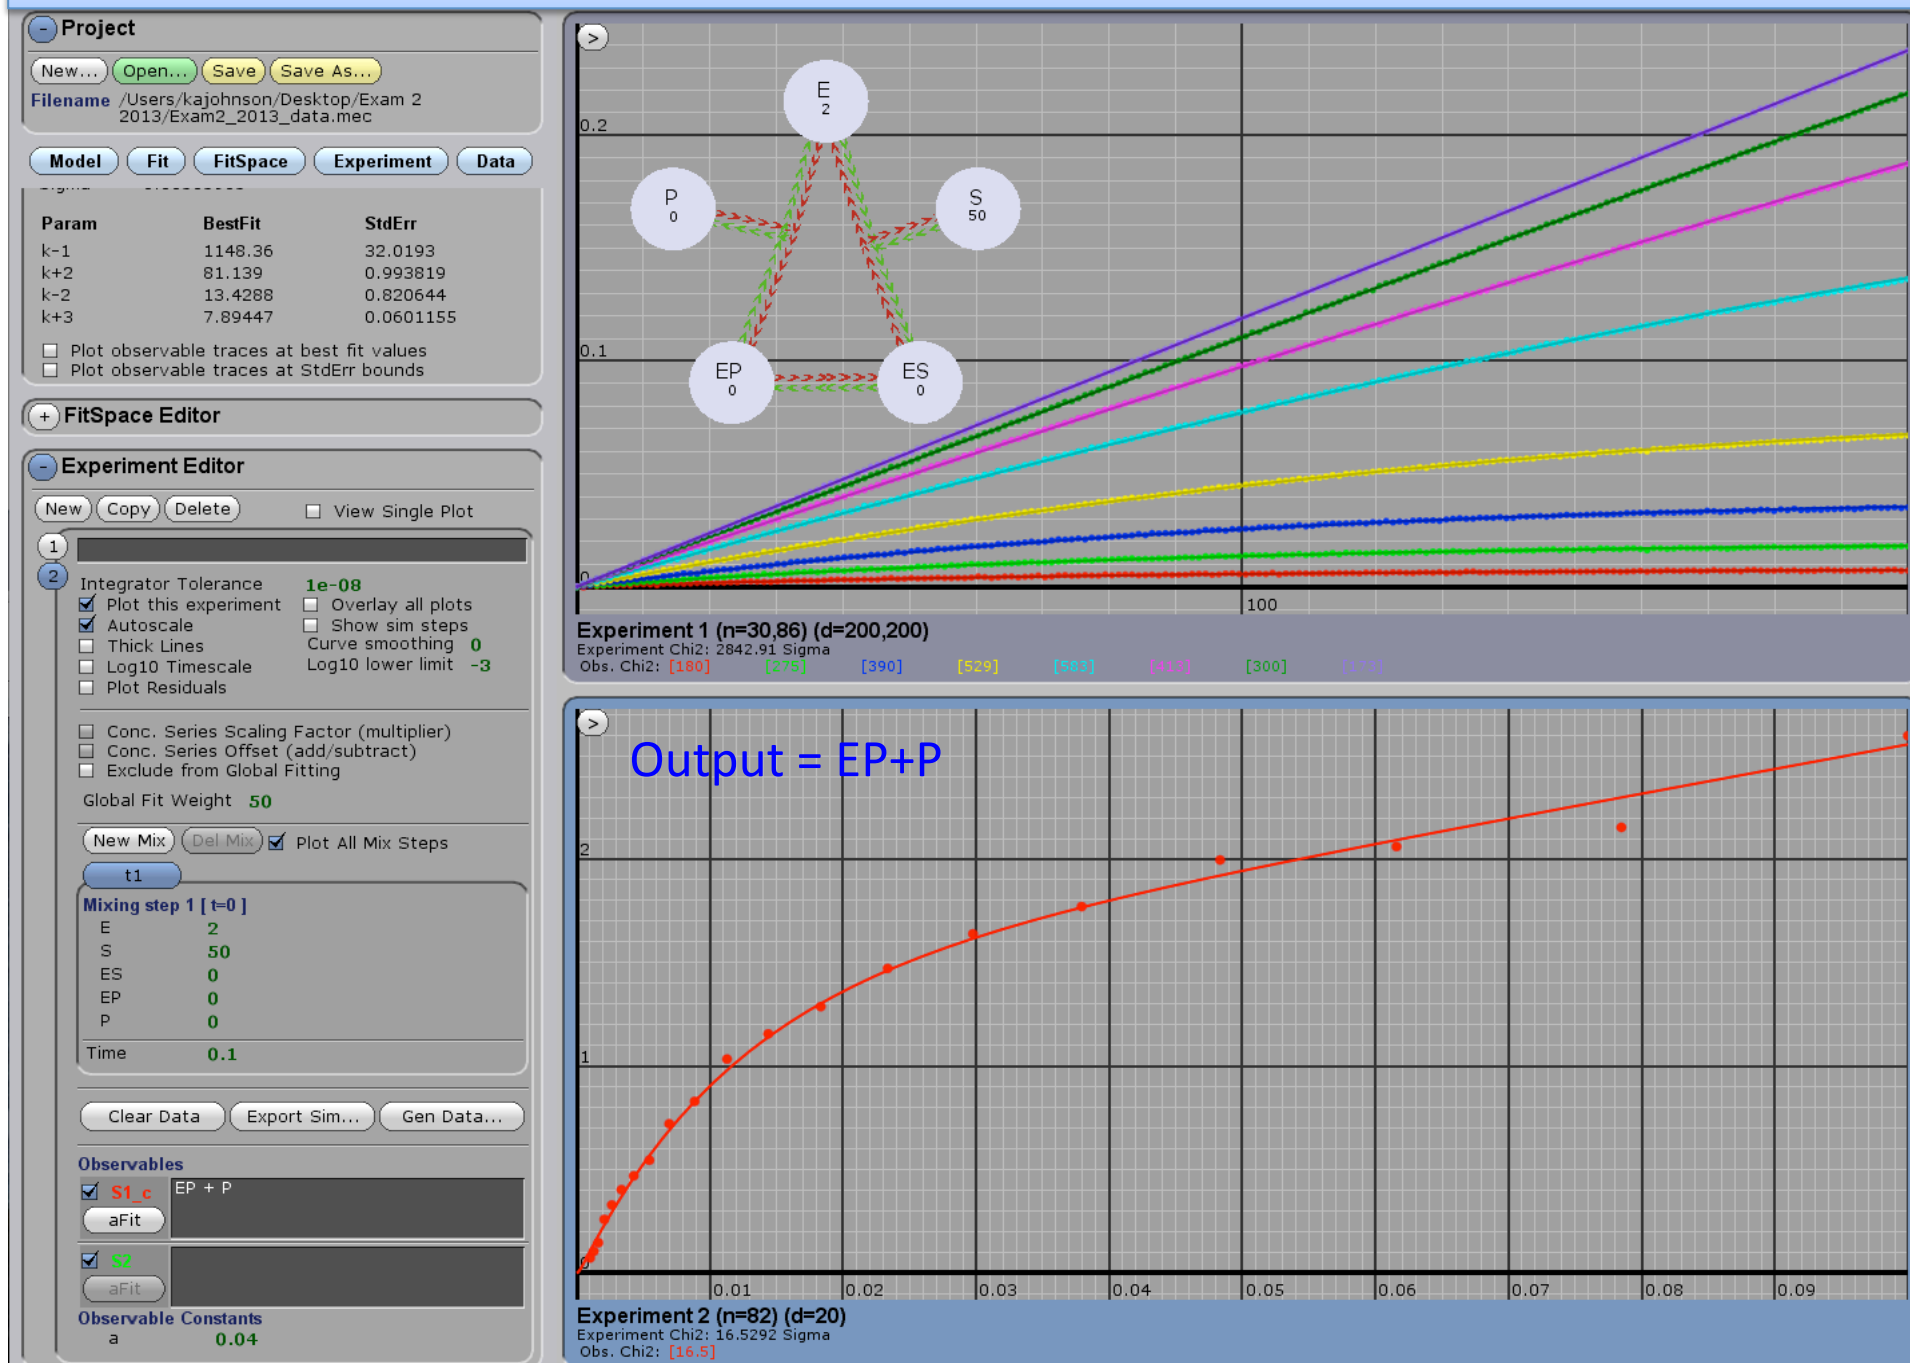 Project
New... Open... Save Save As...
Filename /Users/kajohnson/Desktop/Exam 2
2013/Exam2_2013_data.mec
Model Fit FitSpace Experiment Data
Param BestFit StdErr
k-1 1148.36 32.0193
k+2 81.139 0.993819
k-2 13.4288 0.820644
k+3 7.89447 0.0601155
Plot observable traces at best fit values
Plot observable traces at StdErr bounds
+ FitSpace Editor
- Experiment Editor
New Copy Delete View Single Plot
1
2
Integrator Tolerance 1e-08
Plot this experiment Overlay all plots
Autoscale Show sim steps
Thick Lines Curve smoothing 0
Log10 Timescale Log10 lower limit -3
Plot Residuals
Conc. Series Scaling Factor (multiplier)
Conc. Series Offset (add/subtract)
Exclude from Global Fitting
Global Fit Weight 50
New Mix Del Mix Plot All Mix Steps
t1
Mixing step 1 [ t=0 ]
E 2
S 50
ES 0
EP 0
P 0
Time 0.1
Clear Data Export Sim... Gen Data...
Observables
S1_c EP + P
aFit
S2
aFit
Observable Constants
a 0.04
>
E
2
P
0
S
50
EP
0
ES
0
0.2
0.1
0
100
Experiment 1 (n=30,86) (d=200,200)
Experiment Chi2: 2842.91 Sigma
Obs. Chi2: [180] [275] [390] [529] [583] [300]
>
Output = EP+P
2
1
0
0.01 0.02 0.03 0.04 0.05 0.06 0.07 0.08 0.09
Experiment 2 (n=82) (d=20)
Experiment Chi2: 16.5292 Sigma
Obs. Chi2: [16.5]